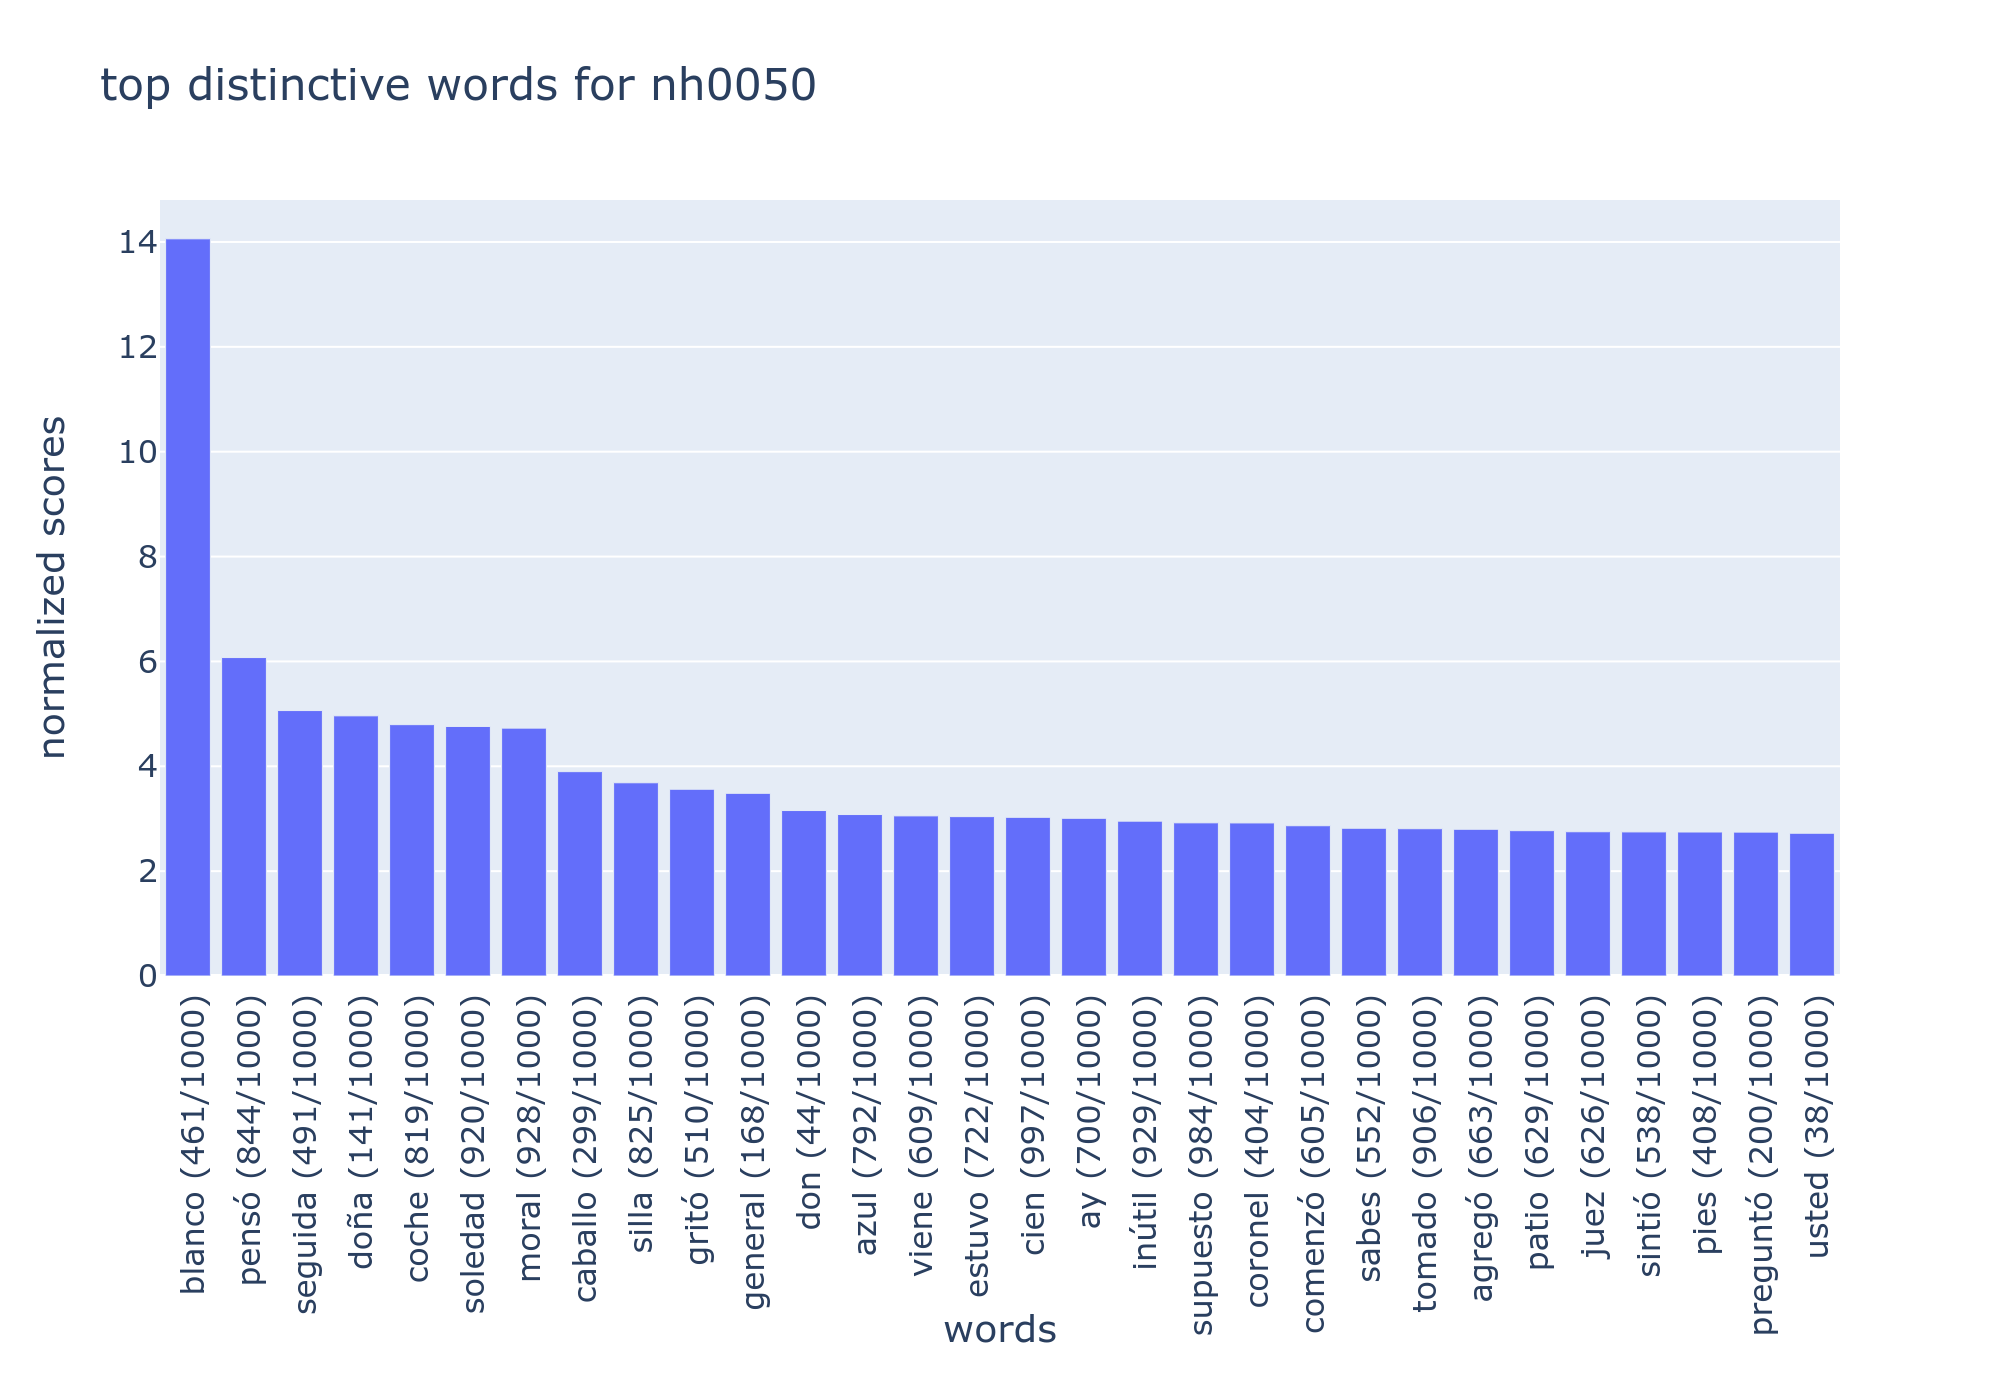 top distinctive words for nh0050
normalized scores
14
12
10
8
6
4
2
0
blanco (461/1000)
pensó (844/1000)
seguida (491/1000)
doña (141/1000)
coche (819/1000)
soledad (920/1000)
moral (928/1000)
caballo (299/1000)
silla (825/1000)
gritó (510/1000)
general (168/1000)
don (44/1000)
azul (792/1000)
viene (609/1000)
estuvo (722/1000)
cien (997/1000)
ay (700/1000)
inútil (929/1000)
supuesto (984/1000)
coronel (404/1000)
comenzó (605/1000)
sabes (552/1000)
tomado (906/1000)
agregó (663/1000)
patio (629/1000)
juez (626/1000)
sintió (538/1000)
pies (408/1000)
preguntó (200/1000)
usted (38/1000)
words